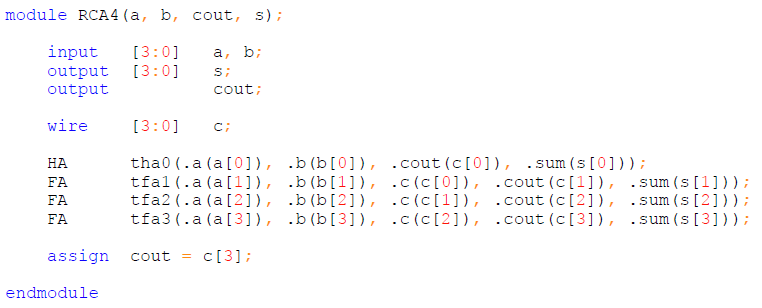 module RCA4(a, b, cout, s);
input [3:0] a, b;
output [3:0] s;
output cout;
wire [3:0] c;
HA tha0(.a(a[0]), .b(b[0]), .cout(c[0]), .sum(s[0]));
FA tfa1(.a(a[1]), .b(b[1]), .c(c[0]), .cout(c[1]), .sum(s[1]));
FA tfa2(.a(a[2]), .b(b[2]), .c(c[1]), .cout(c[2]), .sum(s[2]));
FA tfa3(.a(a[3]), .b(b[3]), .c(c[2]), .cout(c[3]), .sum(s[3]));
assign cout = c[3];
endmodule